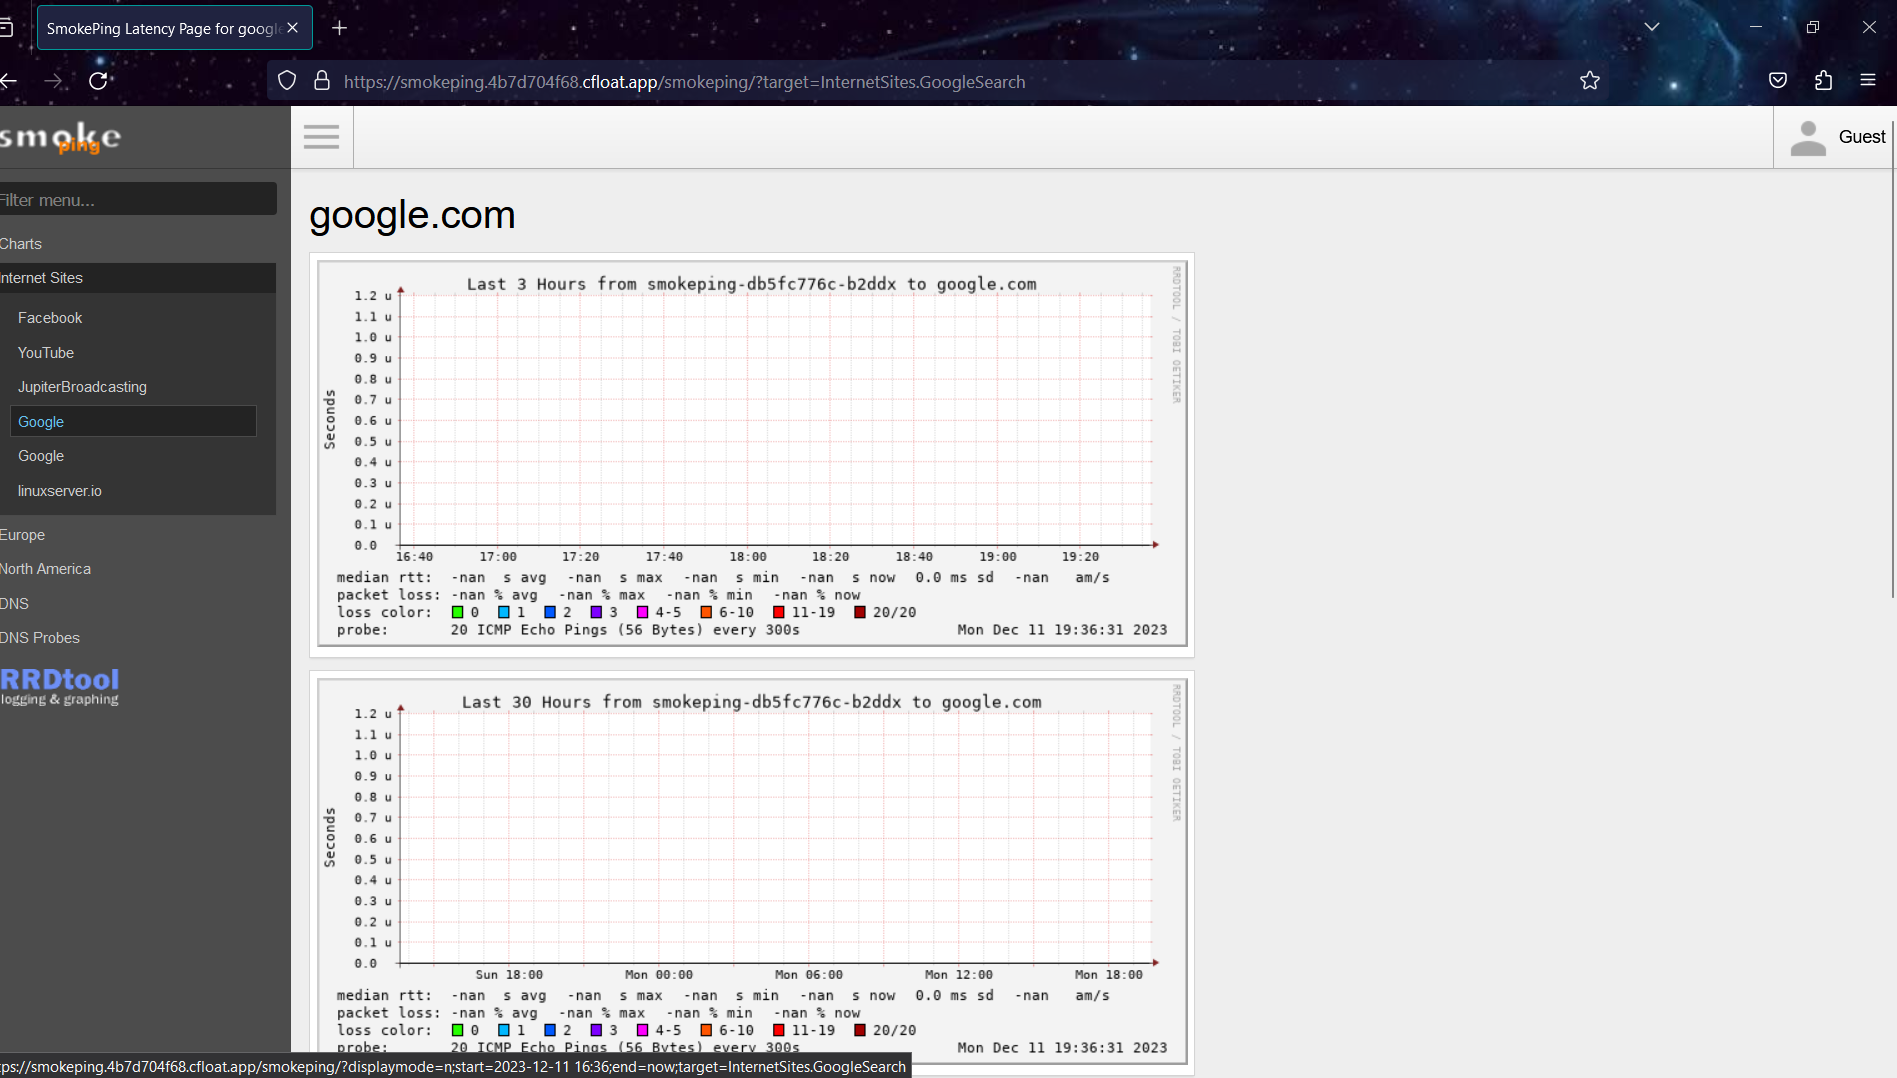 SmokePing Latency Page for googl
https://smokeping.4b7d704f68.cfloat.app/smokeping/?target=InternetSites.GoogleSearch
smoke
ping
Guest
Filter menu...
Charts
Internet Sites
Facebook
YouTube
JupiterBroadcasting
Google
Google
linuxserver.io
Europe
North America
DNS
DNS Probes
RRDtool
logging & graphing
google.com
Last 3 Hours from smokeping-db5fc776c-b2ddx to google.com
RRDTOOL / TOBI OETIKER
Seconds
1.2 u
1.1 u
1.0 u
0.9 u
0.8 u
0.7 u
0.6 u
0.5 u
0.4 u
0.3 u
0.2 u
0.1 u
0.0
16:40 17:00 17:20 17:40 18:00 18:20 18:40 19:00 19:20
median rtt: -nan s avg -nan s max -nan s min -nan s now 0.0 ms sd -nan am/s
packet loss: -nan % avg -nan % max -nan % min -nan % now
loss color: 0 1 2 3 4-5 6-10 11-19 20/20
probe: 20 ICMP Echo Pings (56 Bytes) every 300s Mon Dec 11 19:36:31 2023
Last 30 Hours from smokeping-db5fc776c-b2ddx to google.com
RRDTOOL / TOBI OETIKER
Seconds
1.2 u
1.1 u
1.0 u
0.9 u
0.8 u
0.7 u
0.6 u
0.5 u
0.4 u
0.3 u
0.2 u
0.1 u
0.0
Sun 18:00 Mon 00:00 Mon 06:00 Mon 12:00 Mon 18:00
median rtt: -nan s avg -nan s max -nan s min -nan s now 0.0 ms sd -nan am/s
packet loss: -nan % avg -nan % max -nan % min -nan % now
loss color: 0 1 2 3 4-5 6-10 11-19 20/20
probe: 20 ICMP Echo Pings (56 Bytes) every 300s Mon Dec 11 19:36:31 2023
ps://smokeping.4b7d704f68.cfloat.app/smokeping/?displaymode=n;start=2023-12-11 16:36;end=now;target=InternetSites.GoogleSearch